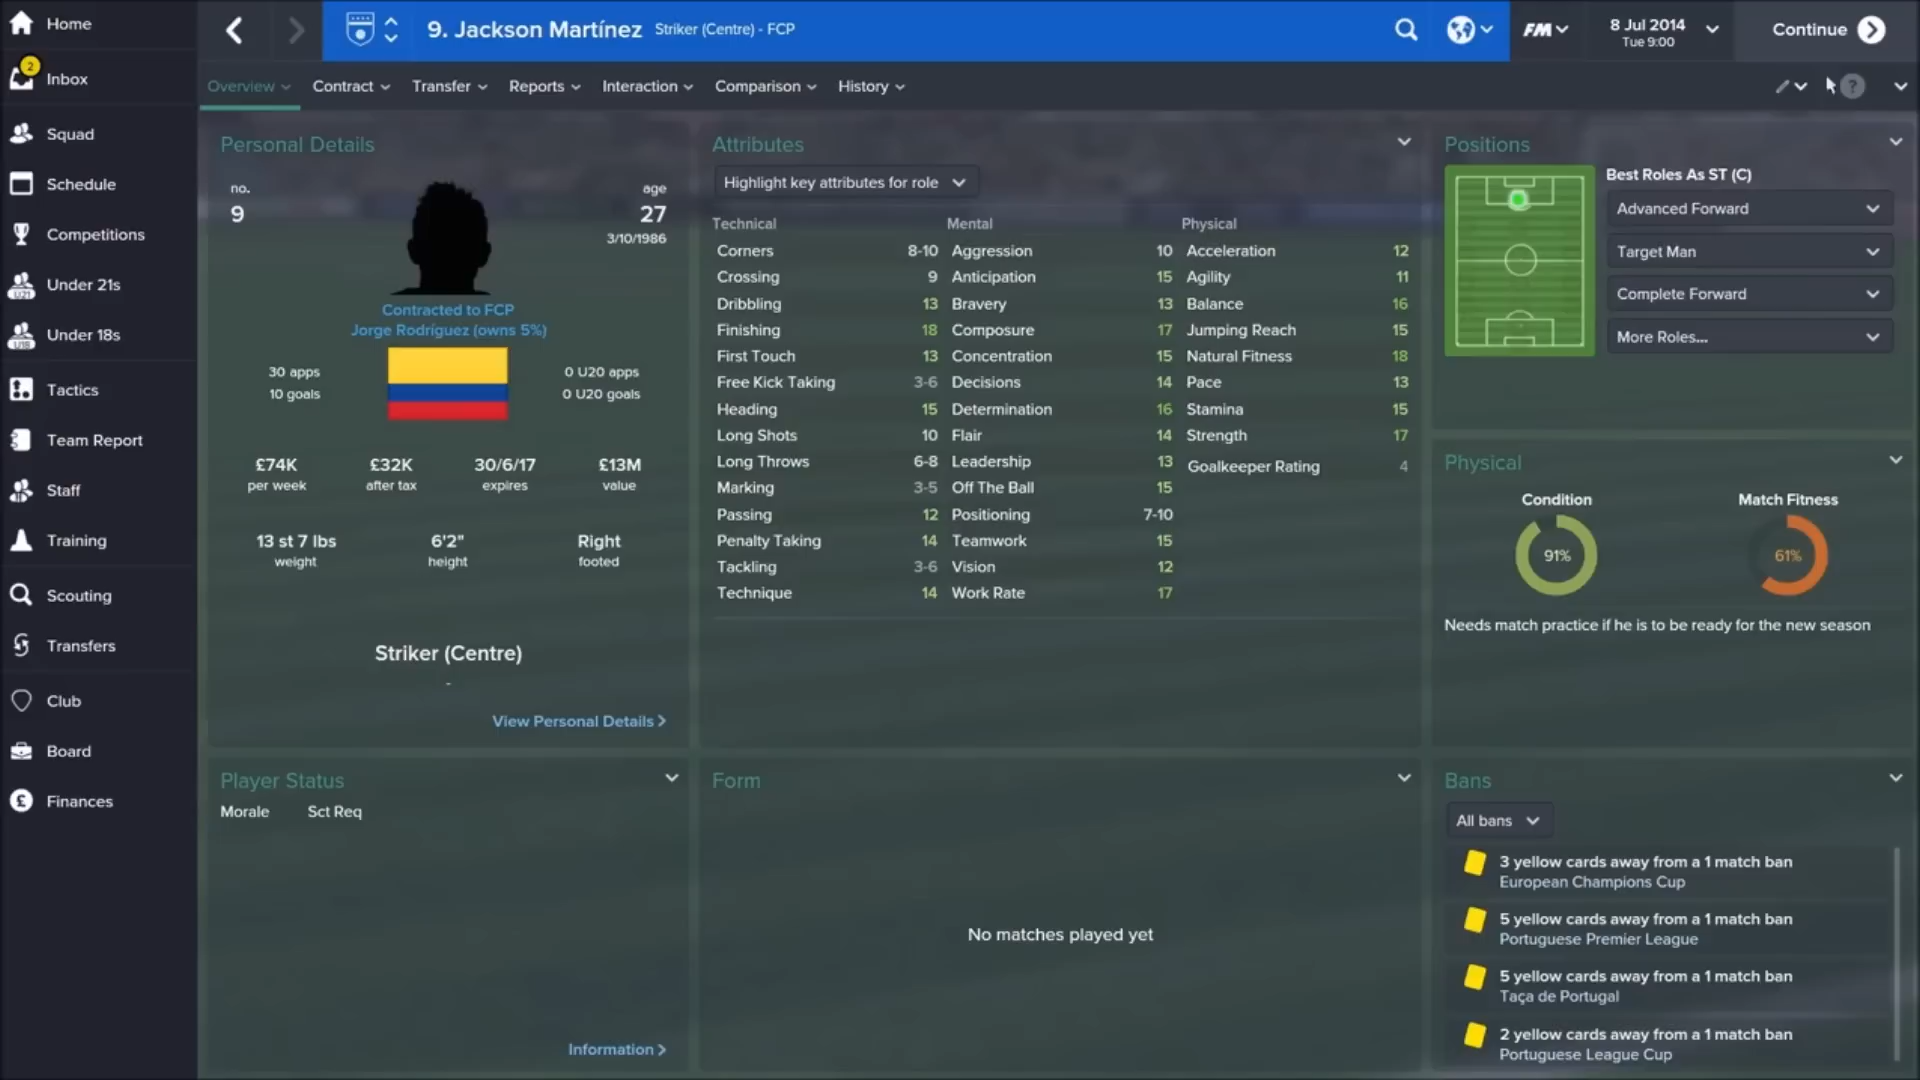 Home
2
Inbox
Squad
Schedule
Competitions
U21
Under 21s
U18
Under 18s
Tactics
Team Report
Staff
Training
Scouting
Transfers
Club
Board
£
Finances
9. Jackson Martínez Striker (Centre) - FCP
FM
8 Jul 2014
Tue 9:00
Continue
Overview Contract Transfer Reports Interaction Comparison History
?
Personal Details
no.
9
age
27
3/10/1986
Contracted to FCP
Jorge Rodríguez (owns 5%)
30 apps
10 goals
0 U20 apps
0 U20 goals
£74K
per week
£32K
after tax
30/6/17
expires
£13M
value
13 st 7 lbs
weight
6'2"
height
Right
footed
Striker (Centre)
-
View Personal Details >
Attributes
Highlight key attributes for role
Technical Mental Physical
Corners 8-10 Aggression 10 Acceleration 12
Crossing 9 Anticipation 15 Agility 11
Dribbling 13 Bravery 13 Balance 16
Finishing 18 Composure 17 Jumping Reach 15
First Touch 13 Concentration 15 Natural Fitness 18
Free Kick Taking 3-6 Decisions 14 Pace 13
Heading 15 Determination 16 Stamina 15
Long Shots 10 Flair 14 Strength 17
Long Throws 6-8 Leadership 13 Goalkeeper Rating 4
Marking 3-5 Off The Ball 15
Passing 12 Positioning 7-10
Penalty Taking 14 Teamwork 15
Tackling 3-6 Vision 12
Technique 14 Work Rate 17
Positions
Best Roles As ST (C)
Advanced Forward
Target Man
Complete Forward
More Roles...
Physical
Condition
91%
Match Fitness
61%
Needs match practice if he is to be ready for the new season
Player Status
Morale Sct Req
Information >
Form
No matches played yet
Bans
All bans
3 yellow cards away from a 1 match ban
European Champions Cup
5 yellow cards away from a 1 match ban
Portuguese Premier League
5 yellow cards away from a 1 match ban
Taça de Portugal
2 yellow cards away from a 1 match ban
Portuguese League Cup